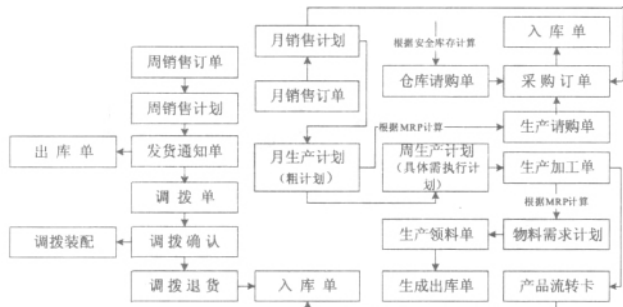 月销售计划
根据安全库存计算
入 库 单
周销售订单
仓库请购单
采 购 订 单
月销售订单
周销售计划
根据MRP计算
生产请购单
出 库 单
发货通知单
月生产计划
(粗计划)
周生产计划
(具体需执行计
划)
生产加工单
调 拨 单
根据MRP计算
调拨装配
调 拨 确 认
生产领料单
物料需求计划
调 拨 退 货
入 库 单
生成出库单
产品流转卡